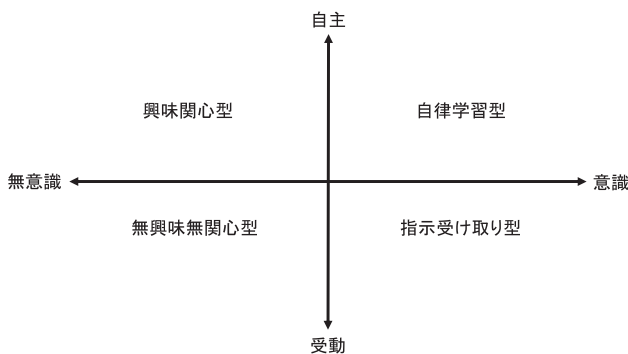 自主
興味関心型
自律学習型
無意識
意識
無興味無関心型
指示受け取り型
受動